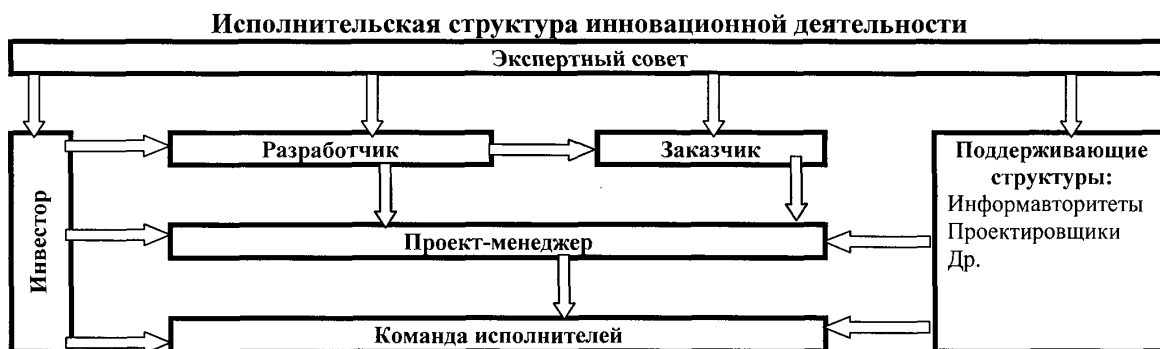 Исполнительская структура инновационной деятельности
Экспертный совет
Инвестор
Разработчик
Заказчик
Проект-менеджер
Команда исполнителей
Поддерживающие
структуры:
Информавторитеты
Проектировщики
Др.